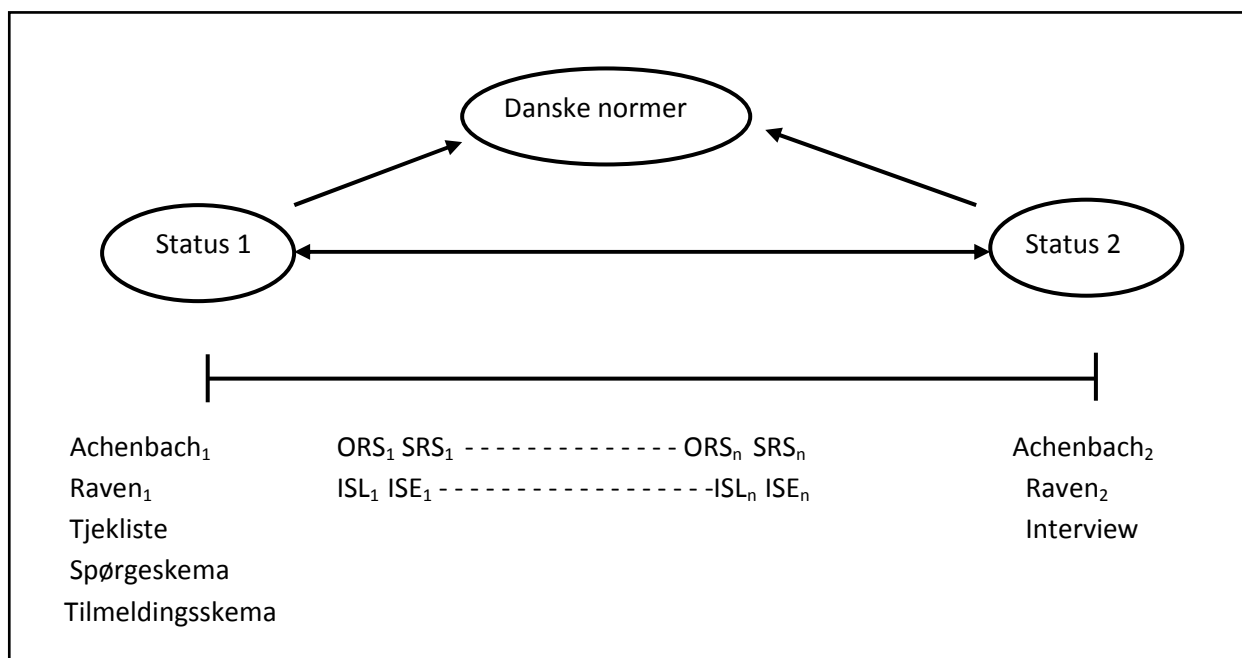 Danske normer
Status 1
Status 2
Achenbach₁ ORS₁ SRS₁ - - - - - - - - - - - - - - - ORSₙ SRSₙ Achenbach₂
Raven₁ ISL₁ ISE₁ - - - - - - - - - - - - - - - - - - -ISLₙ ISEₙ Raven₂
Tjekliste Interview
Spørgeskema
Tilmeldingsskema